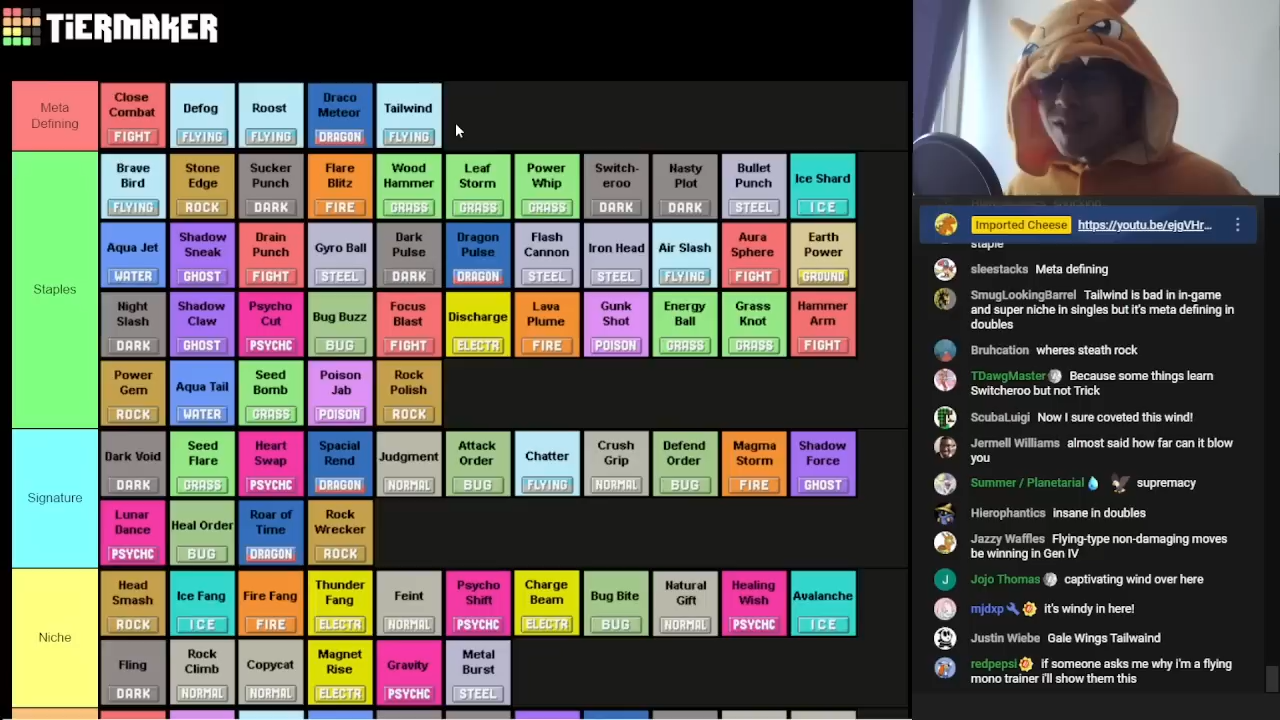 TIERMAKER
Meta
Defining
Close
Combat
FIGHT
Defog
FLYING
Roost
FLYING
Draco
Meteor
DRAGON
Tailwind
FLYING
Staples
Brave
Bird
FLYING
Stone
Edge
ROCK
Sucker
Punch
DARK
Flare
Blitz
FIRE
Wood
Hammer
GRASS
Leaf
Storm
GRASS
Power
Whip
GRASS
Switch-
eroo
DARK
Nasty
Plot
DARK
Bullet
Punch
STEEL
Ice Shard
ICE
Aqua Jet
WATER
Shadow
Sneak
GHOST
Drain
Punch
FIGHT
Gyro Ball
STEEL
Dark
Pulse
DARK
Dragon
Pulse
DRAGON
Flash
Cannon
STEEL
Iron Head
STEEL
Air Slash
FLYING
Aura
Sphere
FIGHT
Earth
Power
GROUND
Night
Slash
DARK
Shadow
Claw
GHOST
Psycho
Cut
PSYCHC
Bug Buzz
BUG
Focus
Blast
FIGHT
Discharge
ELECTR
Lava
Plume
FIRE
Gunk
Shot
POISON
Energy
Ball
GRASS
Grass
Knot
GRASS
Hammer
Arm
FIGHT
Power
Gem
ROCK
Aqua Tail
WATER
Seed
Bomb
GRASS
Poison
Jab
POISON
Rock
Polish
ROCK
Signature
Dark Void
DARK
Seed
Flare
GRASS
Heart
Swap
PSYCHC
Spacial
Rend
DRAGON
Judgment
NORMAL
Attack
Order
BUG
Chatter
FLYING
Crush
Grip
NORMAL
Defend
Order
BUG
Magma
Storm
FIRE
Shadow
Force
GHOST
Lunar
Dance
PSYCHC
Heal Order
BUG
Roar of
Time
DRAGON
Rock
Wrecker
ROCK
Niche
Head
Smash
ROCK
Ice Fang
ICE
Fire Fang
FIRE
Thunder
Fang
ELECTR
Feint
NORMAL
Psycho
Shift
PSYCHC
Charge
Beam
ELECTR
Bug Bite
BUG
Natural
Gift
NORMAL
Healing
Wish
PSYCHC
Avalanche
ICE
Fling
DARK
Rock
Climb
NORMAL
Copycat
NORMAL
Magnet
Rise
ELECTR
Gravity
PSYCHC
Metal
Burst
STEEL
Imported Cheese https://youtu.be/ejgVHr...
staple
sleestacks Meta defining
SmugLookingBarrel Tailwind is bad in in-game
and super niche in singles but it's meta defining in
doubles
Bruhcation wheres steath rock
TDawgMaster Because some things learn
Switcheroo but not Trick
ScubaLuigi Now I sure coveted this wind!
Jermell Williams almost said how far can it blow
you
Summer / Planetarial supremacy
Hierophantics insane in doubles
Jazzy Waffles Flying-type non-damaging moves
be winning in Gen IV
J
Jojo Thomas captivating wind over here
mjdxp it's windy in here!
Justin Wiebe Gale Wings Tailwaind
redpepsi if someone asks me why i'm a flying
mono trainer i'll show them this